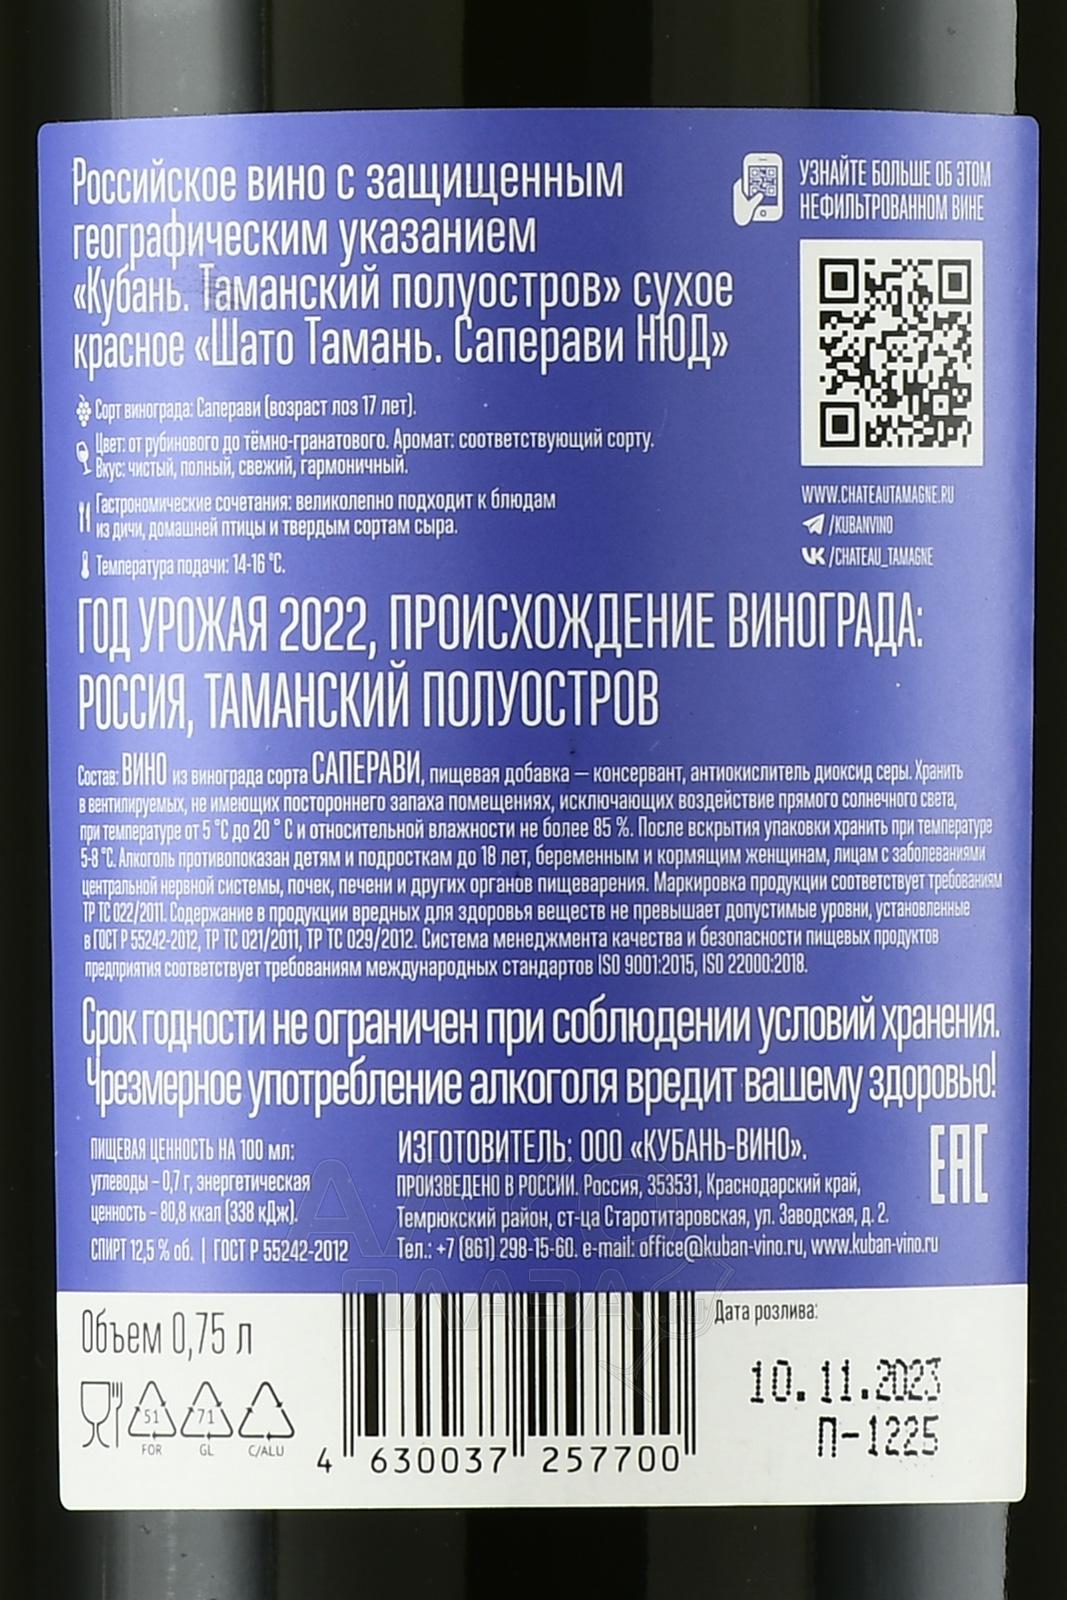 Российское вино с защищенным
географическим указанием
«Кубань. Таманский полуостров» сухое
красное «Шато Тамань. Саперави НЮД»
УЗНАЙТЕ БОЛЬШЕ ОБ ЭТОМ
НЕФИЛЬТРОВАННОМ ВИНЕ
WWW.CHATEAUTAMAGNE.RU
/KUBANVINO
/CHATEAU_TAMAGNE
Сорт винограда: Саперави (возраст лоз 17 лет).
Цвет: от рубинового до тёмно-гранатового. Аромат: соответствующий сорту.
Вкус: чистый, полный, свежий, гармоничный.
Гастрономические сочетания: великолепно подходит к блюдам
из дичи, домашней птицы и твердым сортам сыра.
Температура подачи: 14-16 °С.
ГОД УРОЖАЯ 2022, ПРОИСХОЖДЕНИЕ ВИНОГРАДА:
РОССИЯ, ТАМАНСКИЙ ПОЛУОСТРОВ
Состав: ВИНО из винограда сорта САПЕРАВИ, пищевая добавка – консервант, антиокислитель диоксид серы. Хранить
в вентилируемых, не имеющих постороннего запаха помещениях, исключающих воздействие прямого солнечного света,
при температуре от 5 °С до 20 ° С и относительной влажности не более 85 %. После вскрытия упаковки хранить при температуре
5-8 °С. Алкоголь противопоказан детям и подросткам до 18 лет, беременным и кормящим женщинам, лицам с заболеваниями
центральной нервной системы, почек, печени и других органов пищеварения. Маркировка продукции соответствует требованиям
ТР ТС 022/2011. Содержание в продукции вредных для здоровья веществ не превышает допустимые уровни, установленные
в ГОСТ Р 55242-2012, ТР ТС 021/2011, ТР ТС 029/2012. Система менеджмента качества и безопасности пищевых продуктов
предприятия соответствует требованиям международных стандартов ISO 9001:2015, ISO 22000:2018.
Срок годности не ограничен при соблюдении условий хранения.
Чрезмерное употребление алкоголя вредит вашему здоровью!
ПИЩЕВАЯ ЦЕННОСТЬ НА 100 мл:
углеводы – 0,7 г, энергетическая
ценность – 80,8 ккал (338 кДж).
СПИРТ 12,5 % об. | ГОСТ Р 55242-2012
ИЗГОТОВИТЕЛЬ: ООО «КУБАНЬ-ВИНО».
ПРОИЗВЕДЕНО В РОССИИ. Россия, 353531, Краснодарский край,
Темрюкский район, ст-ца Старотитаровская, ул. Заводская, д. 2.
Тел.: +7 (861) 298-15-60. e-mail: office@kuban-vino.ru, www.kuban-vino.ru
ЕАС
АЛКО
ПЛАЗА.ru
Объем 0,75 л
51
FOR
71
GL
C/ALU
4 630037 257700
Дата розлива:
10.11.2023
П-1225